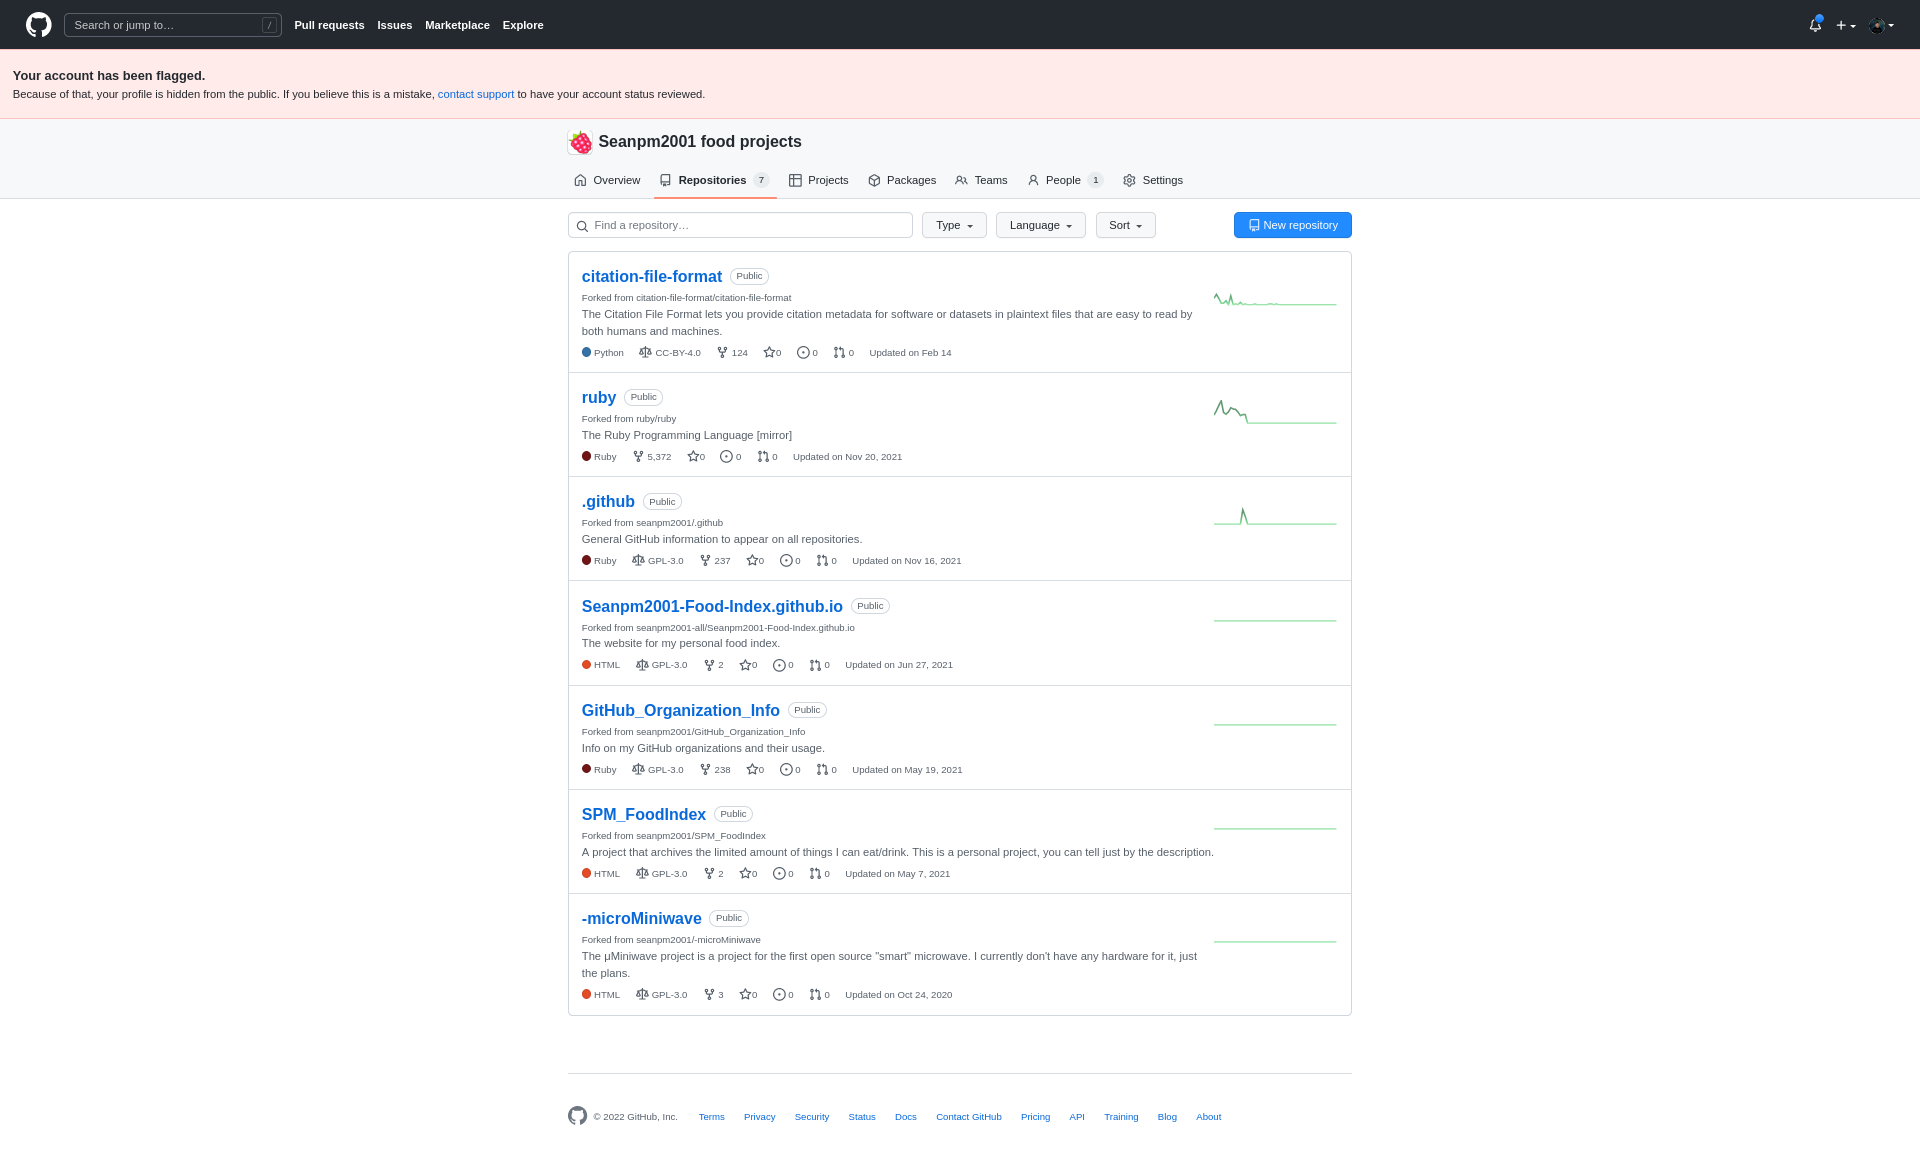 Search or jump to… /
Pull requests Issues Marketplace Explore
Your account has been flagged.
Because of that, your profile is hidden from the public. If you believe this is a mistake, contact support to have your account status reviewed.
Seanpm2001 food projects
Overview Repositories 7 Projects Packages Teams People 1 Settings
Find a repository… Type Language Sort New repository
citation-file-format Public
Forked from citation-file-format/citation-file-format
The Citation File Format lets you provide citation metadata for software or datasets in plaintext files that are easy to read by
both humans and machines.
Python CC-BY-4.0 124 0 0 0 Updated on Feb 14
ruby Public
Forked from ruby/ruby
The Ruby Programming Language [mirror]
Ruby 5,372 0 0 0 Updated on Nov 20, 2021
.github Public
Forked from seanpm2001/.github
General GitHub information to appear on all repositories.
Ruby GPL-3.0 237 0 0 0 Updated on Nov 16, 2021
Seanpm2001-Food-Index.github.io Public
Forked from seanpm2001-all/Seanpm2001-Food-Index.github.io
The website for my personal food index.
HTML GPL-3.0 2 0 0 0 Updated on Jun 27, 2021
GitHub_Organization_Info Public
Forked from seanpm2001/GitHub_Organization_Info
Info on my GitHub organizations and their usage.
Ruby GPL-3.0 238 0 0 0 Updated on May 19, 2021
SPM_FoodIndex Public
Forked from seanpm2001/SPM_FoodIndex
A project that archives the limited amount of things I can eat/drink. This is a personal project, you can tell just by the description.
HTML GPL-3.0 2 0 0 0 Updated on May 7, 2021
-microMiniwave Public
Forked from seanpm2001/-microMiniwave
The μMiniwave project is a project for the first open source "smart" microwave. I currently don't have any hardware for it, just
the plans.
HTML GPL-3.0 3 0 0 0 Updated on Oct 24, 2020
© 2022 GitHub, Inc. Terms Privacy Security Status Docs Contact GitHub Pricing API Training Blog About